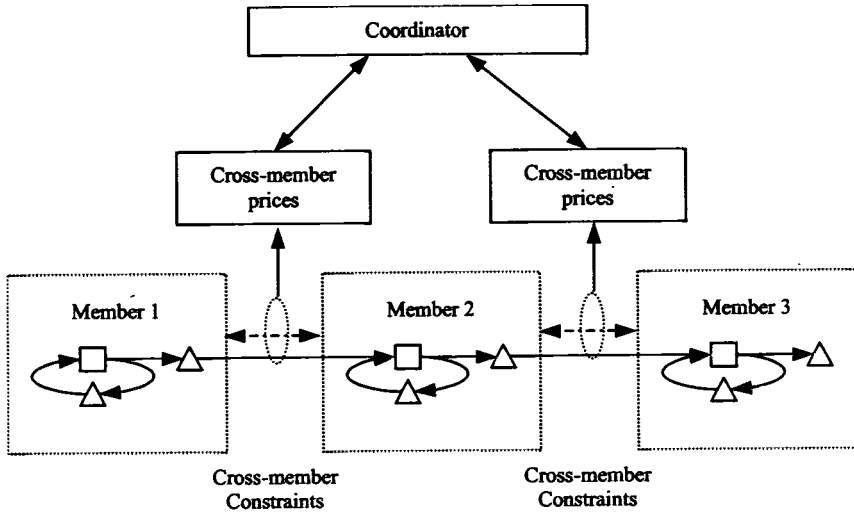 Coordinator
Cross-member
prices
Cross-member
prices
Member 1
Member 2
Member 3
Cross-member
Constraints
Cross-member
Constraints